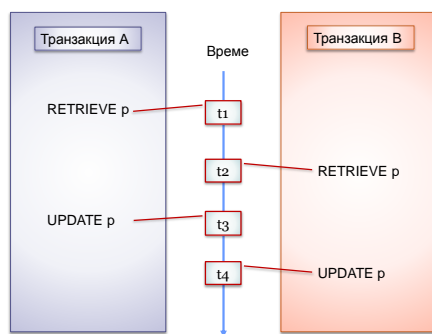 Транзакция А
Време
Транзакция В
RETRIEVE p
t1
t2
RETRIEVE p
UPDATE p
t3
t4
UPDATE p